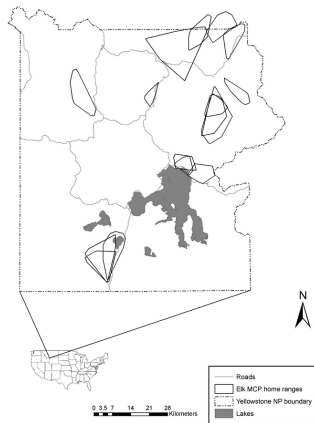 N
Roads
Elk MCP home ranges
Yellowstone NP boundary
Lakes
0 3.5 7 14 21 28
Kilometers